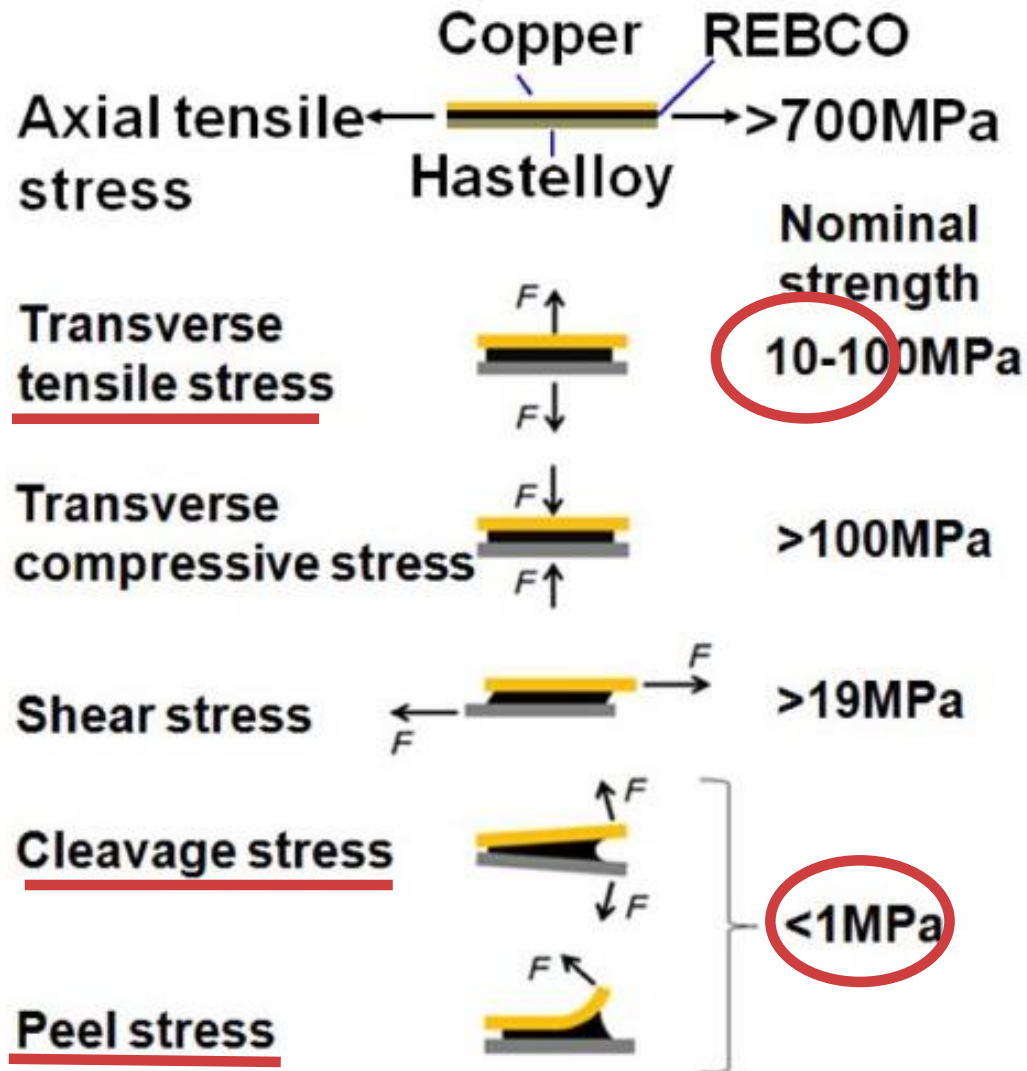 Copper REBCO
Axial tensile >700MPa
stress Hastelloy
Nominal
strength
F
Transverse
tensile stress
10-100MPa
F
Transverse
compressive stress
F
F
>100MPa
F
Shear stress
F
>19MPa
F
Cleavage stress
F
<1MPa
F
Peel stress